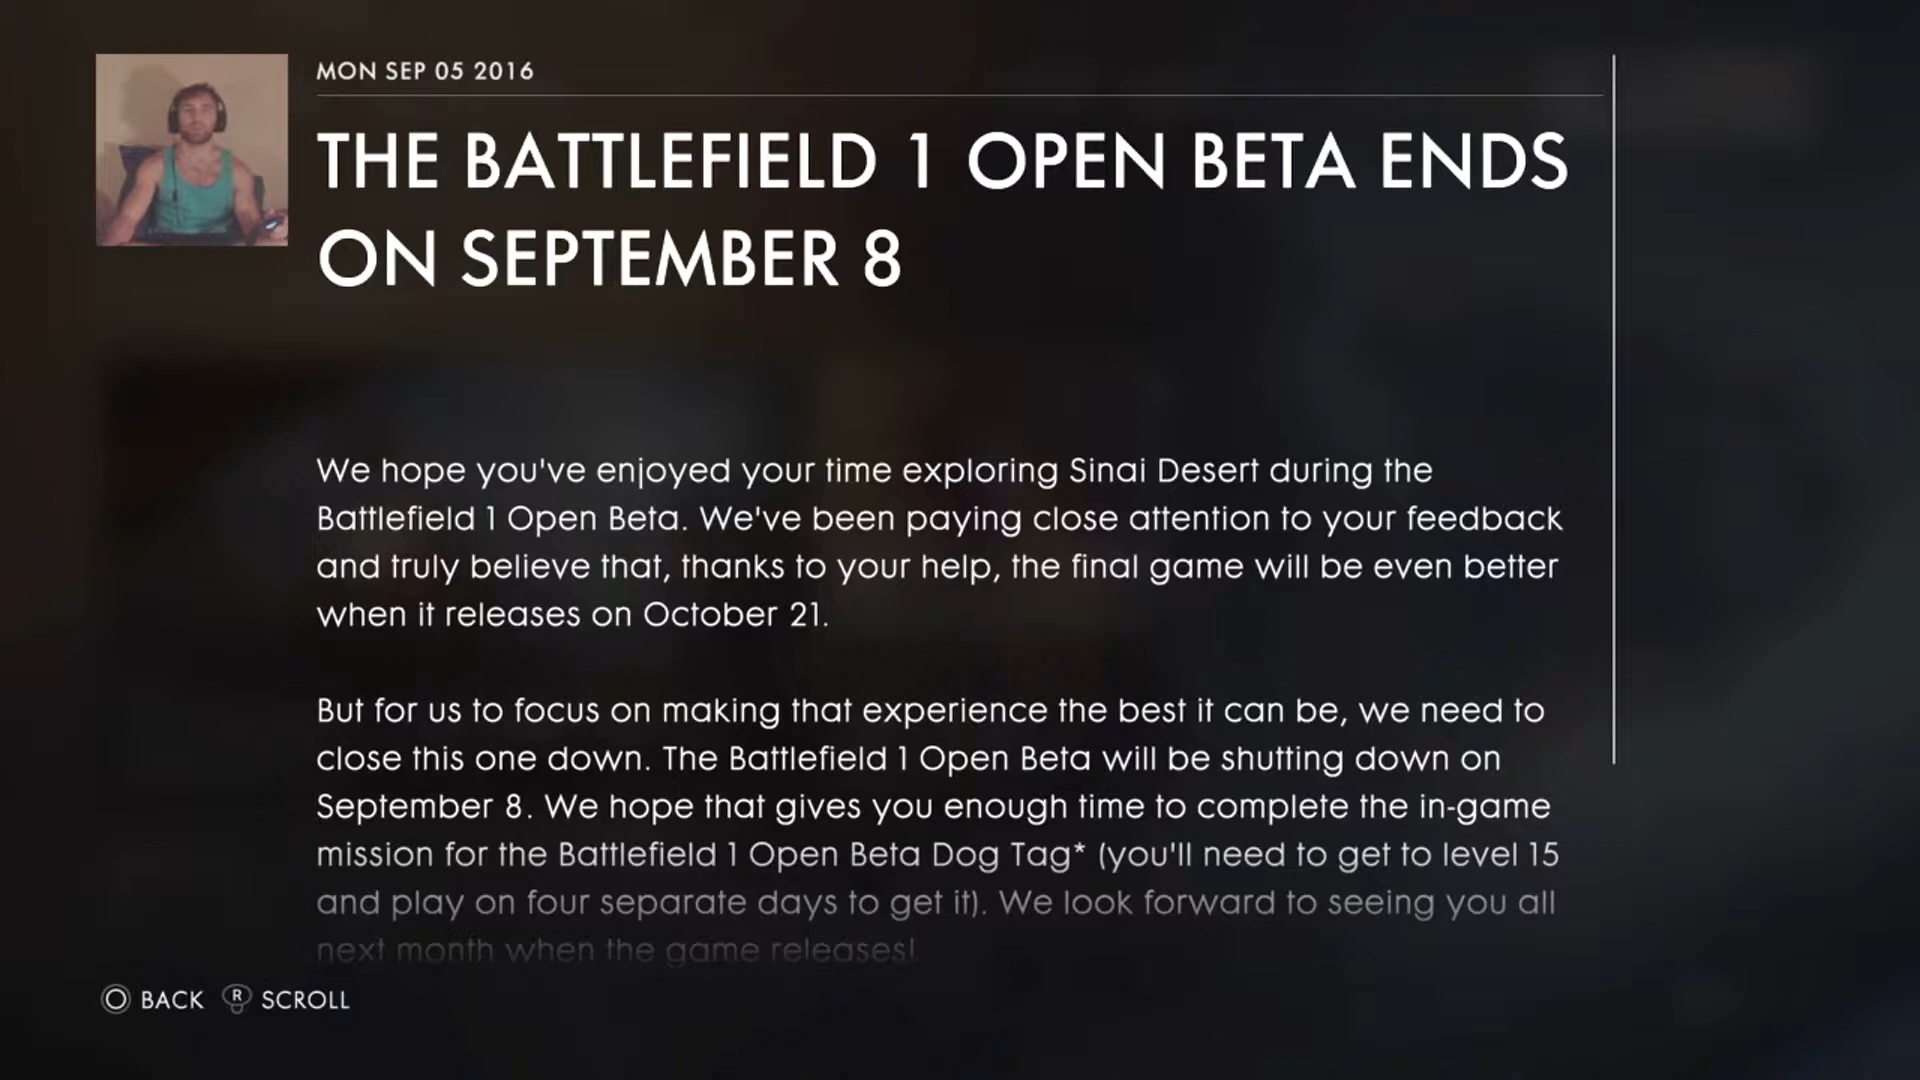 MON SEP 05 2016
THE BATTLEFIELD 1 OPEN BETA ENDS
ON SEPTEMBER 8
We hope you've enjoyed your time exploring Sinai Desert during the
Battlefield 1 Open Beta. We've been paying close attention to your feedback
and truly believe that, thanks to your help, the final game will be even better
when it releases on October 21.
But for us to focus on making that experience the best it can be, we need to
close this one down. The Battlefield 1 Open Beta will be shutting down on
September 8. We hope that gives you enough time to complete the in-game
mission for the Battlefield 1 Open Beta Dog Tag* (you'll need to get to level 15
and play on four separate days to get it). We look forward to seeing you all
next month when the game releases!
BACK R SCROLL